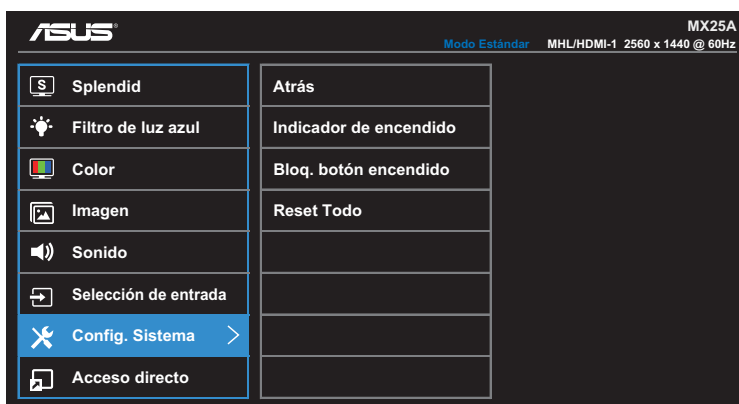 ASUS®
MX25A
Modo Estándar MHL/HDMI-1 2560 x 1440 @ 60Hz
S Splendid
Filtro de luz azul
Color
Imagen
Sonido
Selección de entrada
Config. Sistema
Acceso directo
Atrás
Indicador de encendido
Bloq. botón encendido
Reset Todo